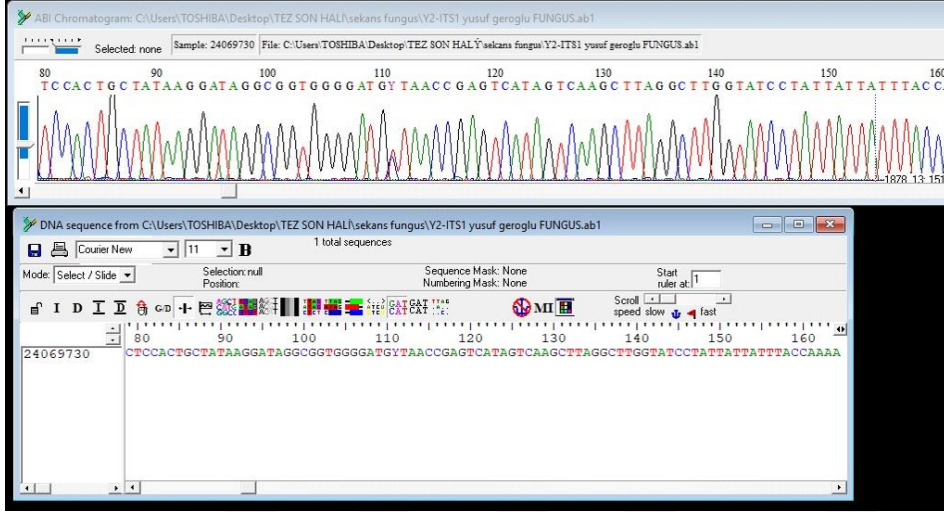 ABI Chromatogram: C:\Users\TOSHIBA\Desktop\TEZ SON HALİ\sekans fungus\Y2-ITS1 yusuf geroglu FUNGUS.ab1
Selected: none Sample: 24069730 File: C:\Users\TOSHIBA\Desktop\TEZ SON HALÝ\sekans fungus\Y2-ITS1 yusuf geroglu FUNGUS.ab1
80 90 100 110 120 130 140 150 160
TCCACTGCTATAAGGATAGGCGGTGGGGATGYTAACCGAGTCATAGTCAAGCTTAGGCTTGGTATCCTATTATTATTTACC
DNA sequence from C:\Users\TOSHIBA\Desktop\TEZ SON HALİ\sekans fungus\Y2-ITS1 yusuf geroglu FUNGUS.ab1
Courier New 11 B 1 total sequences
Mode: Select / Slide Selection: null Sequence Mask: None Start
Position: Numbering Mask: None ruler at: 1
I D I D G/D MI Scroll
speed slow fast
80 90 100 110 120 130 140 150 160
24069730 CTCCACTGCTATAAGGATAGGCGGTGGGGATGYTAACCGAGTCATAGTCAAGCTTAGGCTTGGTATCCTATTATTATTTACCAAAA